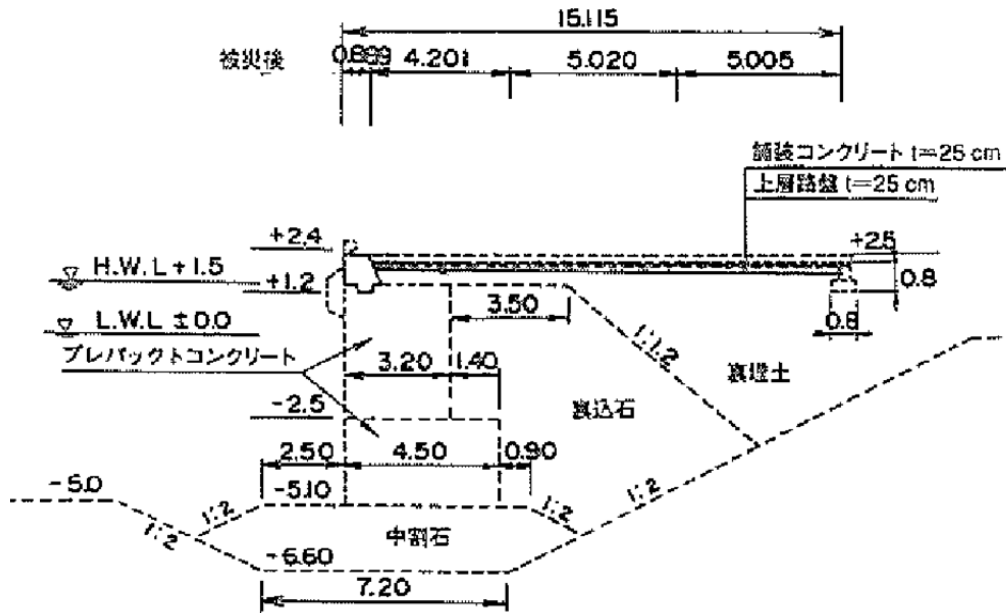 15.115
被災後
0.899 4.201 5.020 5.005
舗装コンクリート t=25 cm
上層路盤 t=25 cm
+2.4
+2.5
H.W.L+1.5
+1.2
0.8
3.50
L.W.L ±0.0
0.8
1:1.2
プレパックトコンクリート
3.20 1.40
裏埋土
裏込石
-2.5
2.50 4.50 0.90
-5.0
-5.10
1:2
1:2
1:2
1:2
中割石
-6.60
7.20